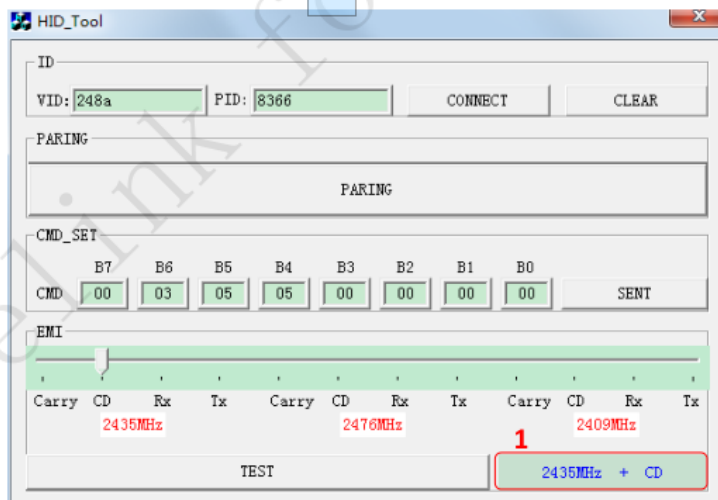 HID_Tool
ID
VID: 248a PID: 8366 CONNECT CLEAR
PARING
PARING
CMD_SET
B7 B6 B5 B4 B3 B2 B1 B0
CMD 00 03 05 05 00 00 00 00 SENT
EMI
Carry CD Rx Tx Carry CD Rx Tx Carry CD Rx Tx
2435MHz 2476MHz 2409MHz
1
TEST 2435MHz + CD